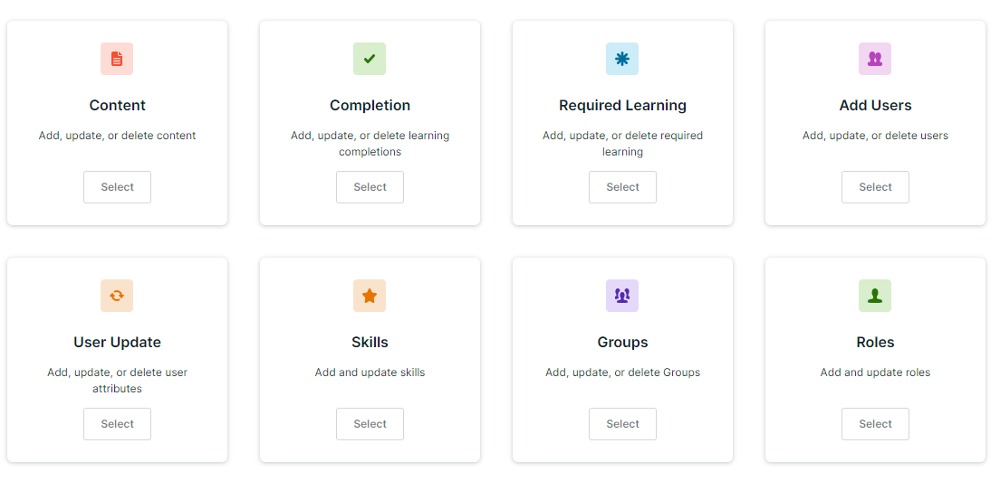 Content
Add, update, or delete content
Select
Completion
Add, update, or delete learning
completions
Select
Required Learning
Add, update, or delete required
learning
Select
Add Users
Add, update, or delete users
Select
User Update
Add, update, or delete user
attributes
Select
Skills
Add and update skills
Select
Groups
Add, update, or delete Groups
Select
Roles
Add and update roles
Select